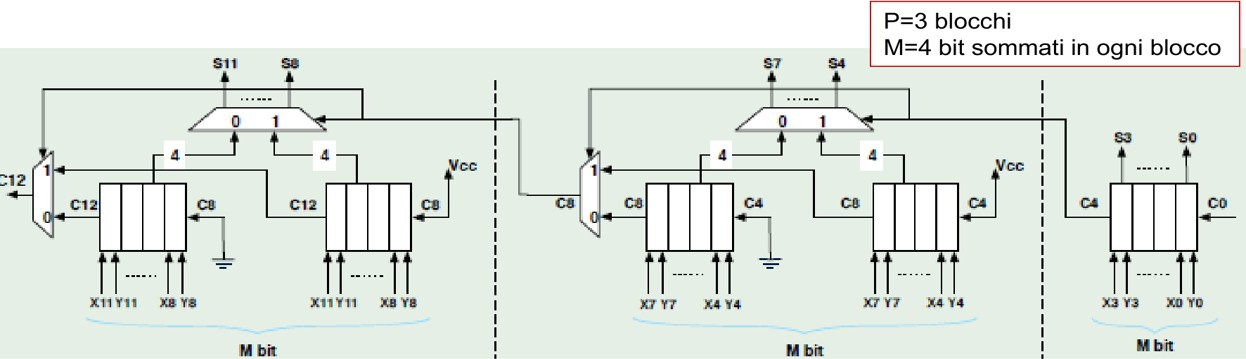 P=3 blocchi
M=4 bit sommati in ogni blocco
S11 S8 S7 S4
...... ......
0 1 0 1
S3 S0
4 4 4 4
......
C12 1 Vcc 1 Vcc
C12 C8 C12 C8 C8 C4 C8 C4 C4 C0
0 C8 0
...... ...... ...... ...... ......
X11 Y11 X8 Y8 X11 Y11 X8 Y8 X7 Y7 X4 Y4 X7 Y7 X4 Y4 X3 Y3 X0 Y0
M bit M bit M bit